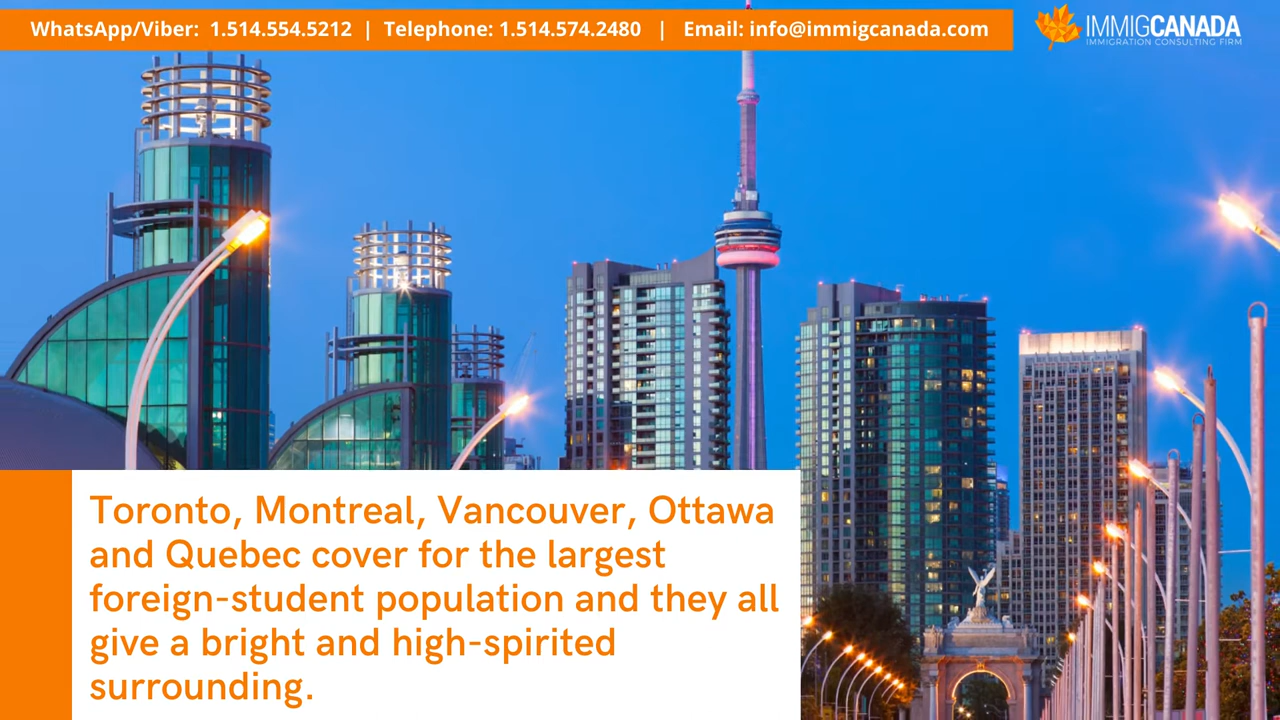 WhatsApp/Viber: 1.514.554.5212 | Telephone: 1.514.574.2480 | Email: info@immigcanada.com
IMMIGCANADA
IMMIGRATION CONSULTING FIRM
Toronto, Montreal, Vancouver, Ottawa
and Quebec cover for the largest
foreign-student population and they all
give a bright and high-spirited
surrounding.